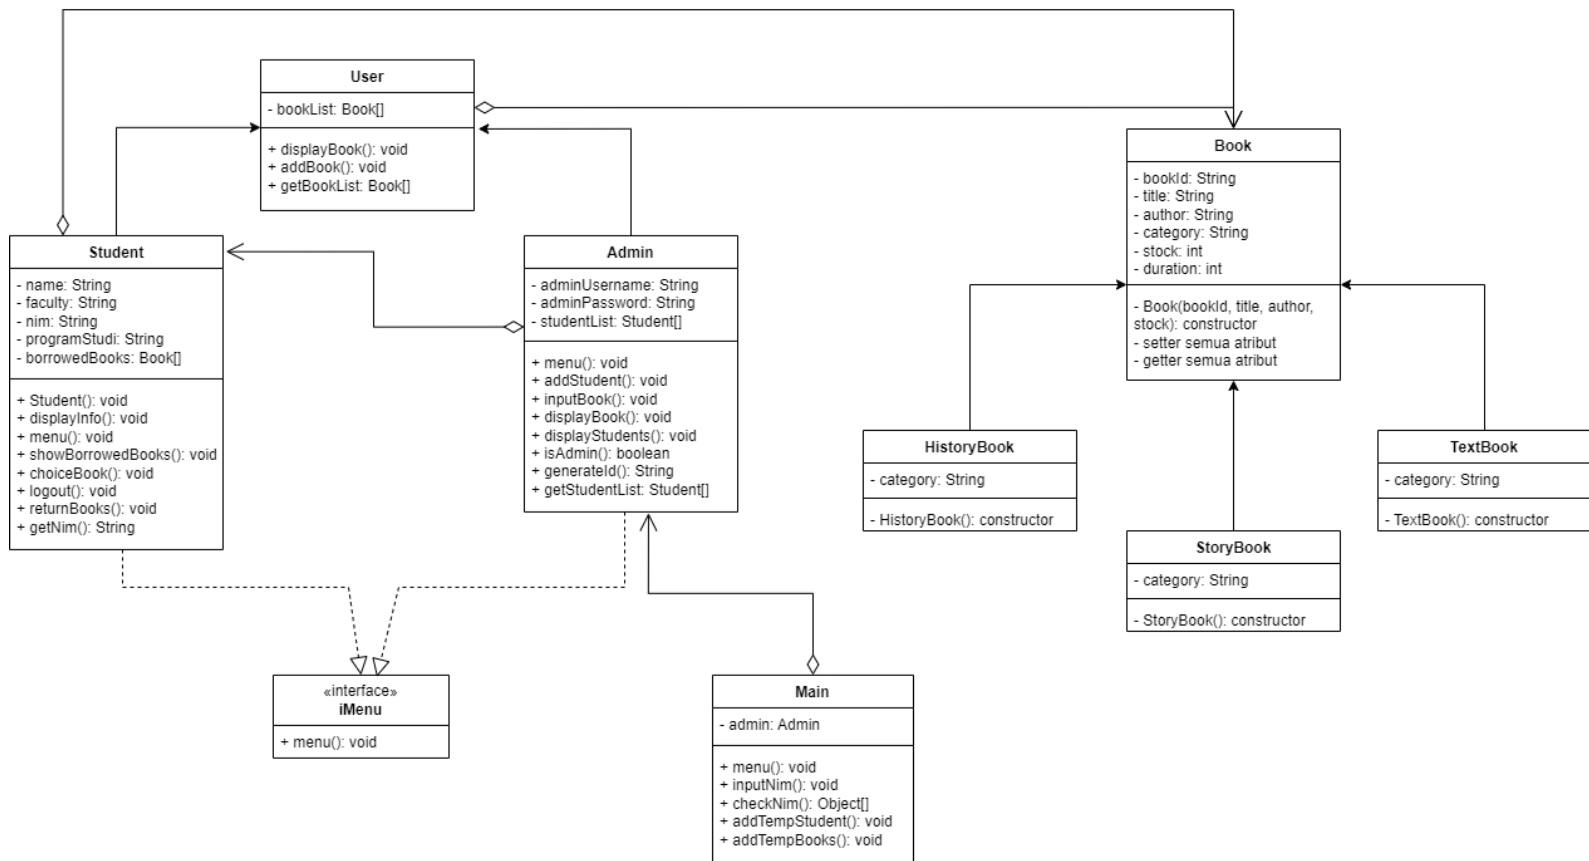 User
- bookList: Book[]
+ displayBook(): void
+ addBook(): void
+ getBookList: Book[]
Book
- bookId: String
- title: String
- author: String
- category: String
- stock: int
- duration: int
- Book(bookId, title, author,
stock): constructor
- setter semua atribut
- getter semua atribut
Student
- name: String
- faculty: String
- nim: String
- programStudi: String
- borrowedBooks: Book[]
+ Student(): void
+ displayInfo(): void
+ menu(): void
+ showBorrowedBooks(): void
+ choiceBook(): void
+ logout(): void
+ returnBooks(): void
+ getNim(): String
Admin
- adminUsername: String
- adminPassword: String
- studentList: Student[]
+ menu(): void
+ addStudent(): void
+ inputBook(): void
+ displayBook(): void
+ displayStudents(): void
+ isAdmin(): boolean
+ generateId(): String
+ getStudentList: Student[]
HistoryBook
- category: String
- HistoryBook(): constructor
TextBook
- category: String
- TextBook(): constructor
StoryBook
- category: String
- StoryBook(): constructor
«interface»
iMenu
+ menu(): void
Main
- admin: Admin
+ menu(): void
+ inputNim(): void
+ checkNim(): Object[]
+ addTempStudent(): void
+ addTempBooks(): void